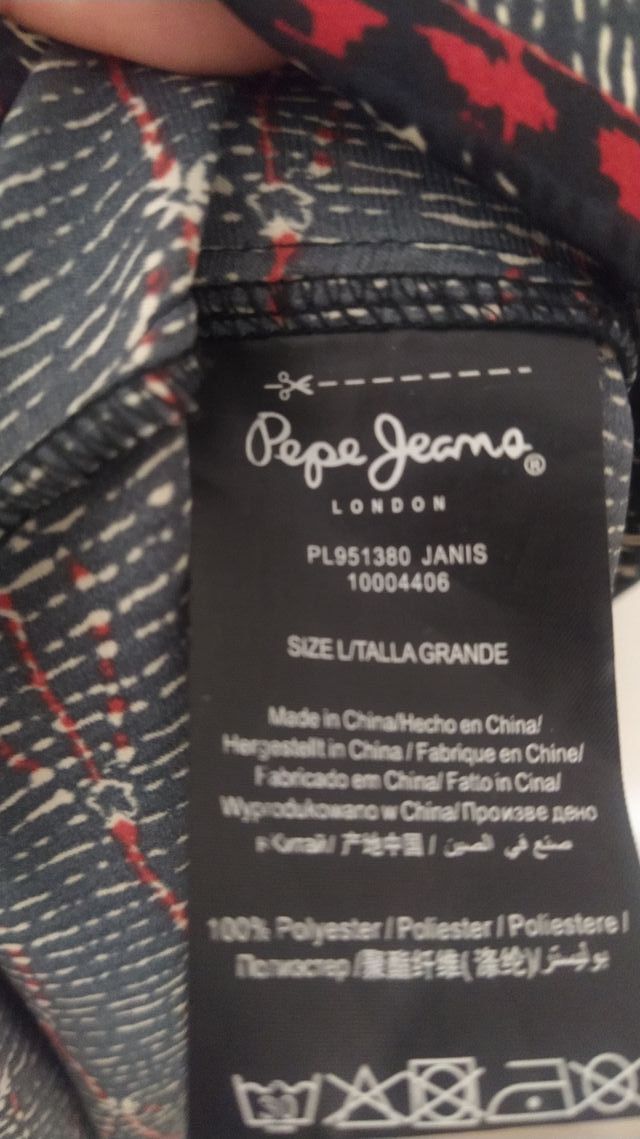 Pepe Jeans®
LONDON
PL951380 JANIS
10004406
SIZE L/TALLA GRANDE
Made in China/Hecho en China/
Hergestellt in China / Fabrique en Chine/
Fabricado em China/ Fatto in Cina/
Wyprodukowano w China/Произве дено
в Китай/ 产地中国 / صنع في الصين
100% Polyester / Poliester / Poliestere /
Полиэстер /聚酯纤维(涤纶)/بوليستر
30